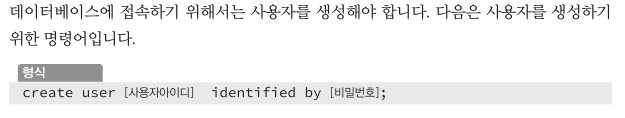 데이터베이스에 접속하기 위해서는 사용자를 생성해야 합니다. 다음은 사용자를 생성하기
위한 명령어입니다.
형식
create user [사용자아이디] identified by [비밀번호];